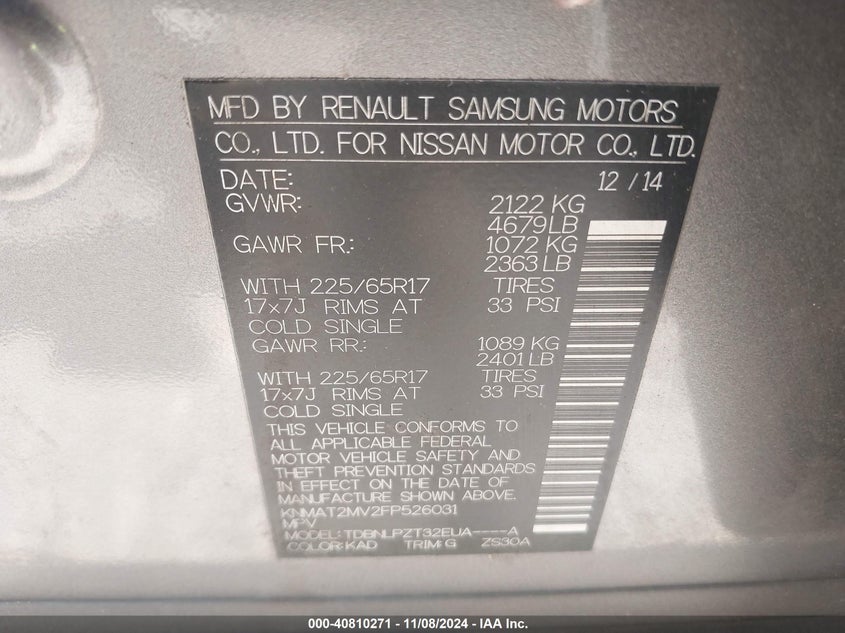 MFD BY RENAULT SAMSUNG MOTORS
CO., LTD. FOR NISSAN MOTOR CO., LTD.
DATE: 12 / 14
GVWR: 2122 KG
4679 LB
GAWR FR.: 1072 KG
2363 LB
WITH 225/65R17 TIRES
17x7J RIMS AT 33 PSI
COLD SINGLE
GAWR RR.: 1089 KG
2401 LB
WITH 225/65R17 TIRES
17x7J RIMS AT 33 PSI
COLD SINGLE
THIS VEHICLE CONFORMS TO
ALL APPLICABLE FEDERAL
MOTOR VEHICLE SAFETY AND
THEFT PREVENTION STANDARDS
IN EFFECT ON THE DATE OF
MANUFACTURE SHOWN ABOVE.
KNMAT2MV2FP526031
MPV
MODEL: TDBNLPZT32EUA----A
COLOR: KAD TRIM: G ZS30A
000-40810271 - 11/08/2024 - IAA Inc.